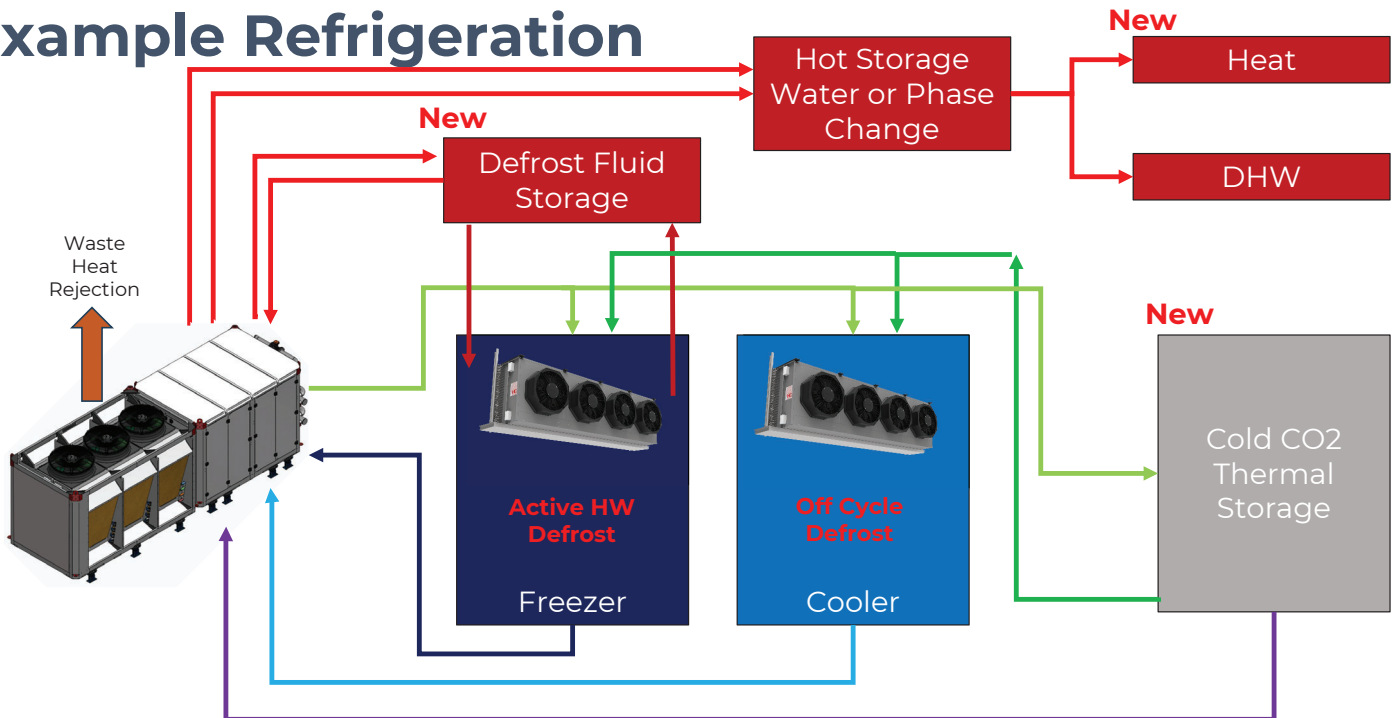 xample Refrigeration
New
Heat
Hot Storage
Water or Phase
Change
New
Defrost Fluid
Storage
DHW
Waste
Heat
Rejection
New
Cold CO2
Thermal
Storage
Active HW
Defrost
Freezer
Off Cycle
Defrost
Cooler